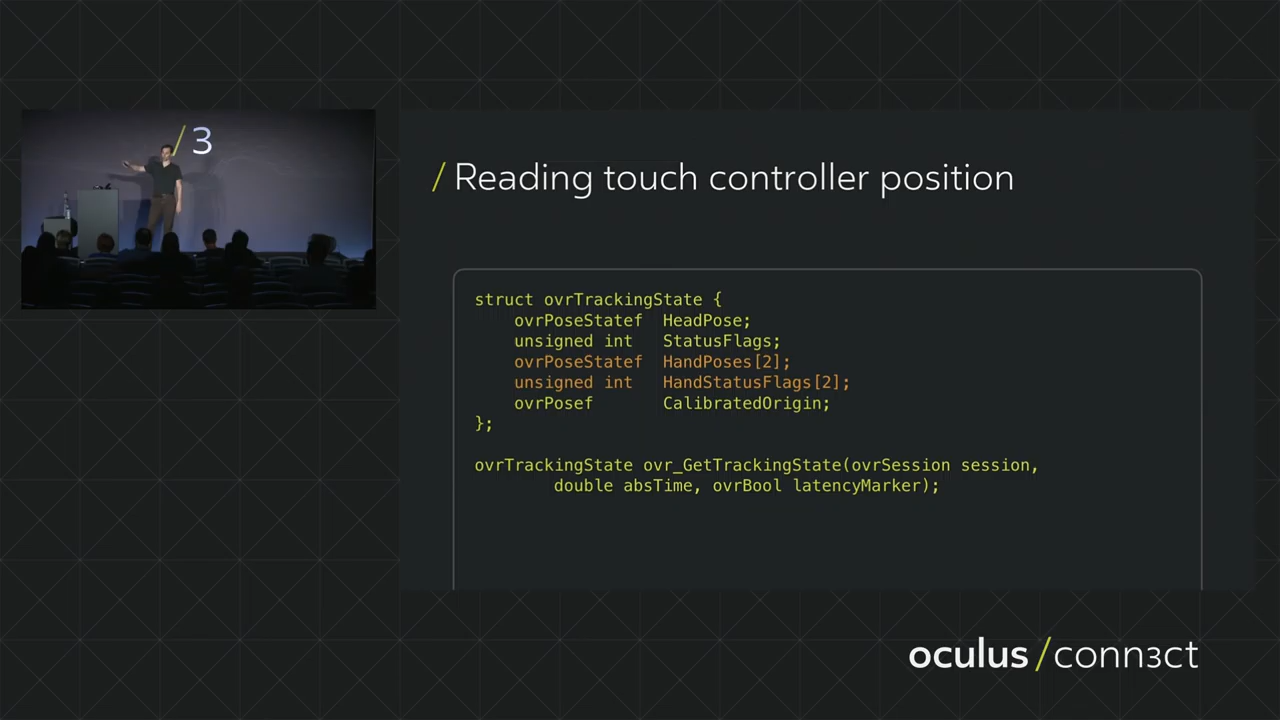 / 3
/ Reading touch controller position
struct ovrTrackingState {
    ovrPoseStatef  HeadPose;
    unsigned int   StatusFlags;
    ovrPoseStatef  HandPoses[2];
    unsigned int   HandStatusFlags[2];
    ovrPosef       CalibratedOrigin;
};
ovrTrackingState ovr_GetTrackingState(ovrSession session,
        double absTime, ovrBool latencyMarker);
oculus /conn3ct